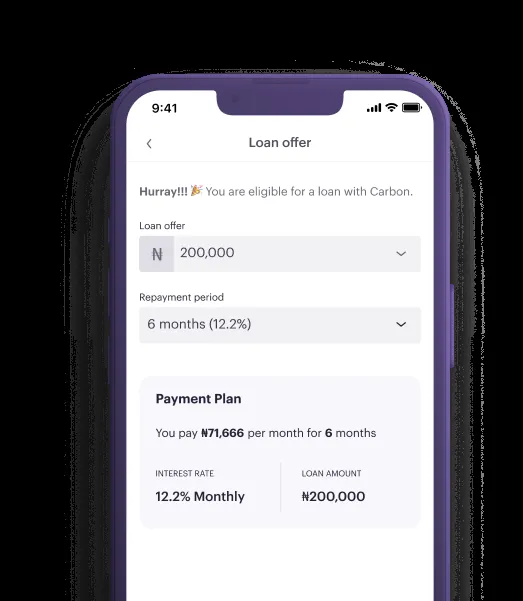 9:41
Loan offer
Hurray!!! 🎉 You are eligible for a loan with Carbon.
Loan offer
₦ 200,000
Repayment period
6 months (12.2%)
Payment Plan
You pay ₦71,666 per month for 6 months
INTEREST RATE
LOAN AMOUNT
12.2% Monthly
₦200,000